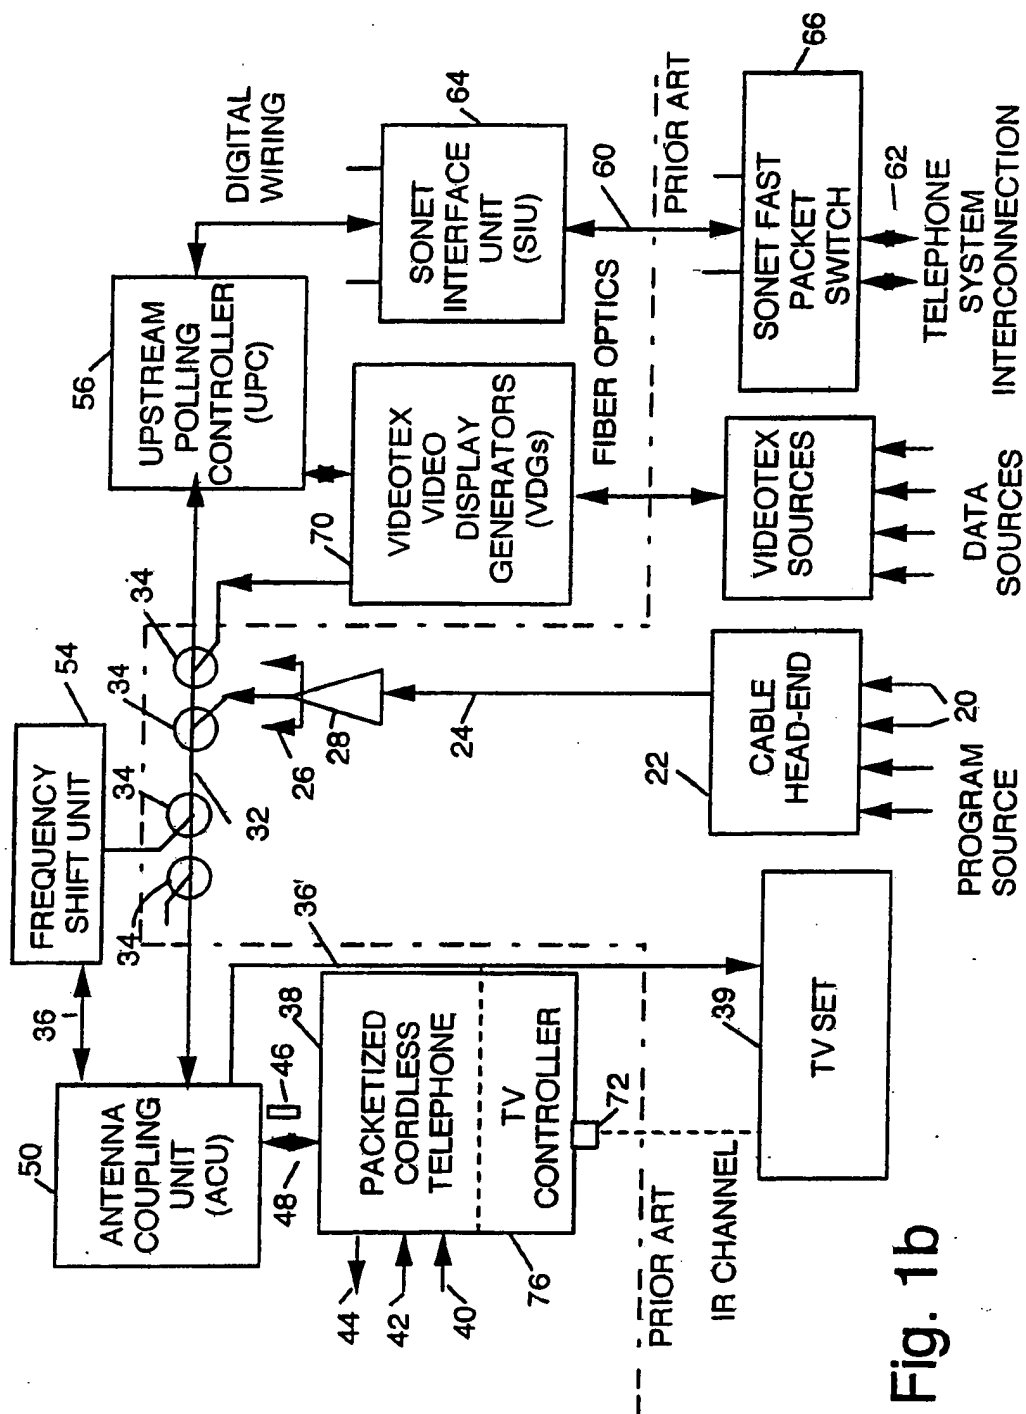 50
ANTENNA
COUPLING
UNIT
(ACU)
36
FREQUENCY
SHIFT UNIT
54
34
34
34
34
32
56
UPSTREAM
POLLING
CONTROLLER
(UPC)
DIGITAL
WIRING
44
42
40
48
46
38
PACKETIZED
CORDLESS
TELEPHONE
TV
CONTROLLER
76
72
36'
26
28
24
70
VIDEOTEX
VIDEO
DISPLAY
GENERATORS
(VDGs)
64
SONET
INTERFACE
UNIT
(SIU)
FIBER OPTICS
60
PRIOR ART
PRIOR ART
IR CHANNEL
39
TV SET
22
CABLE
HEAD-END
PROGRAM
SOURCE
20
VIDEOTEX
SOURCES
DATA
SOURCES
66
SONET FAST
PACKET
SWITCH
62
TELEPHONE
SYSTEM
INTERCONNECTION
Fig. 1b